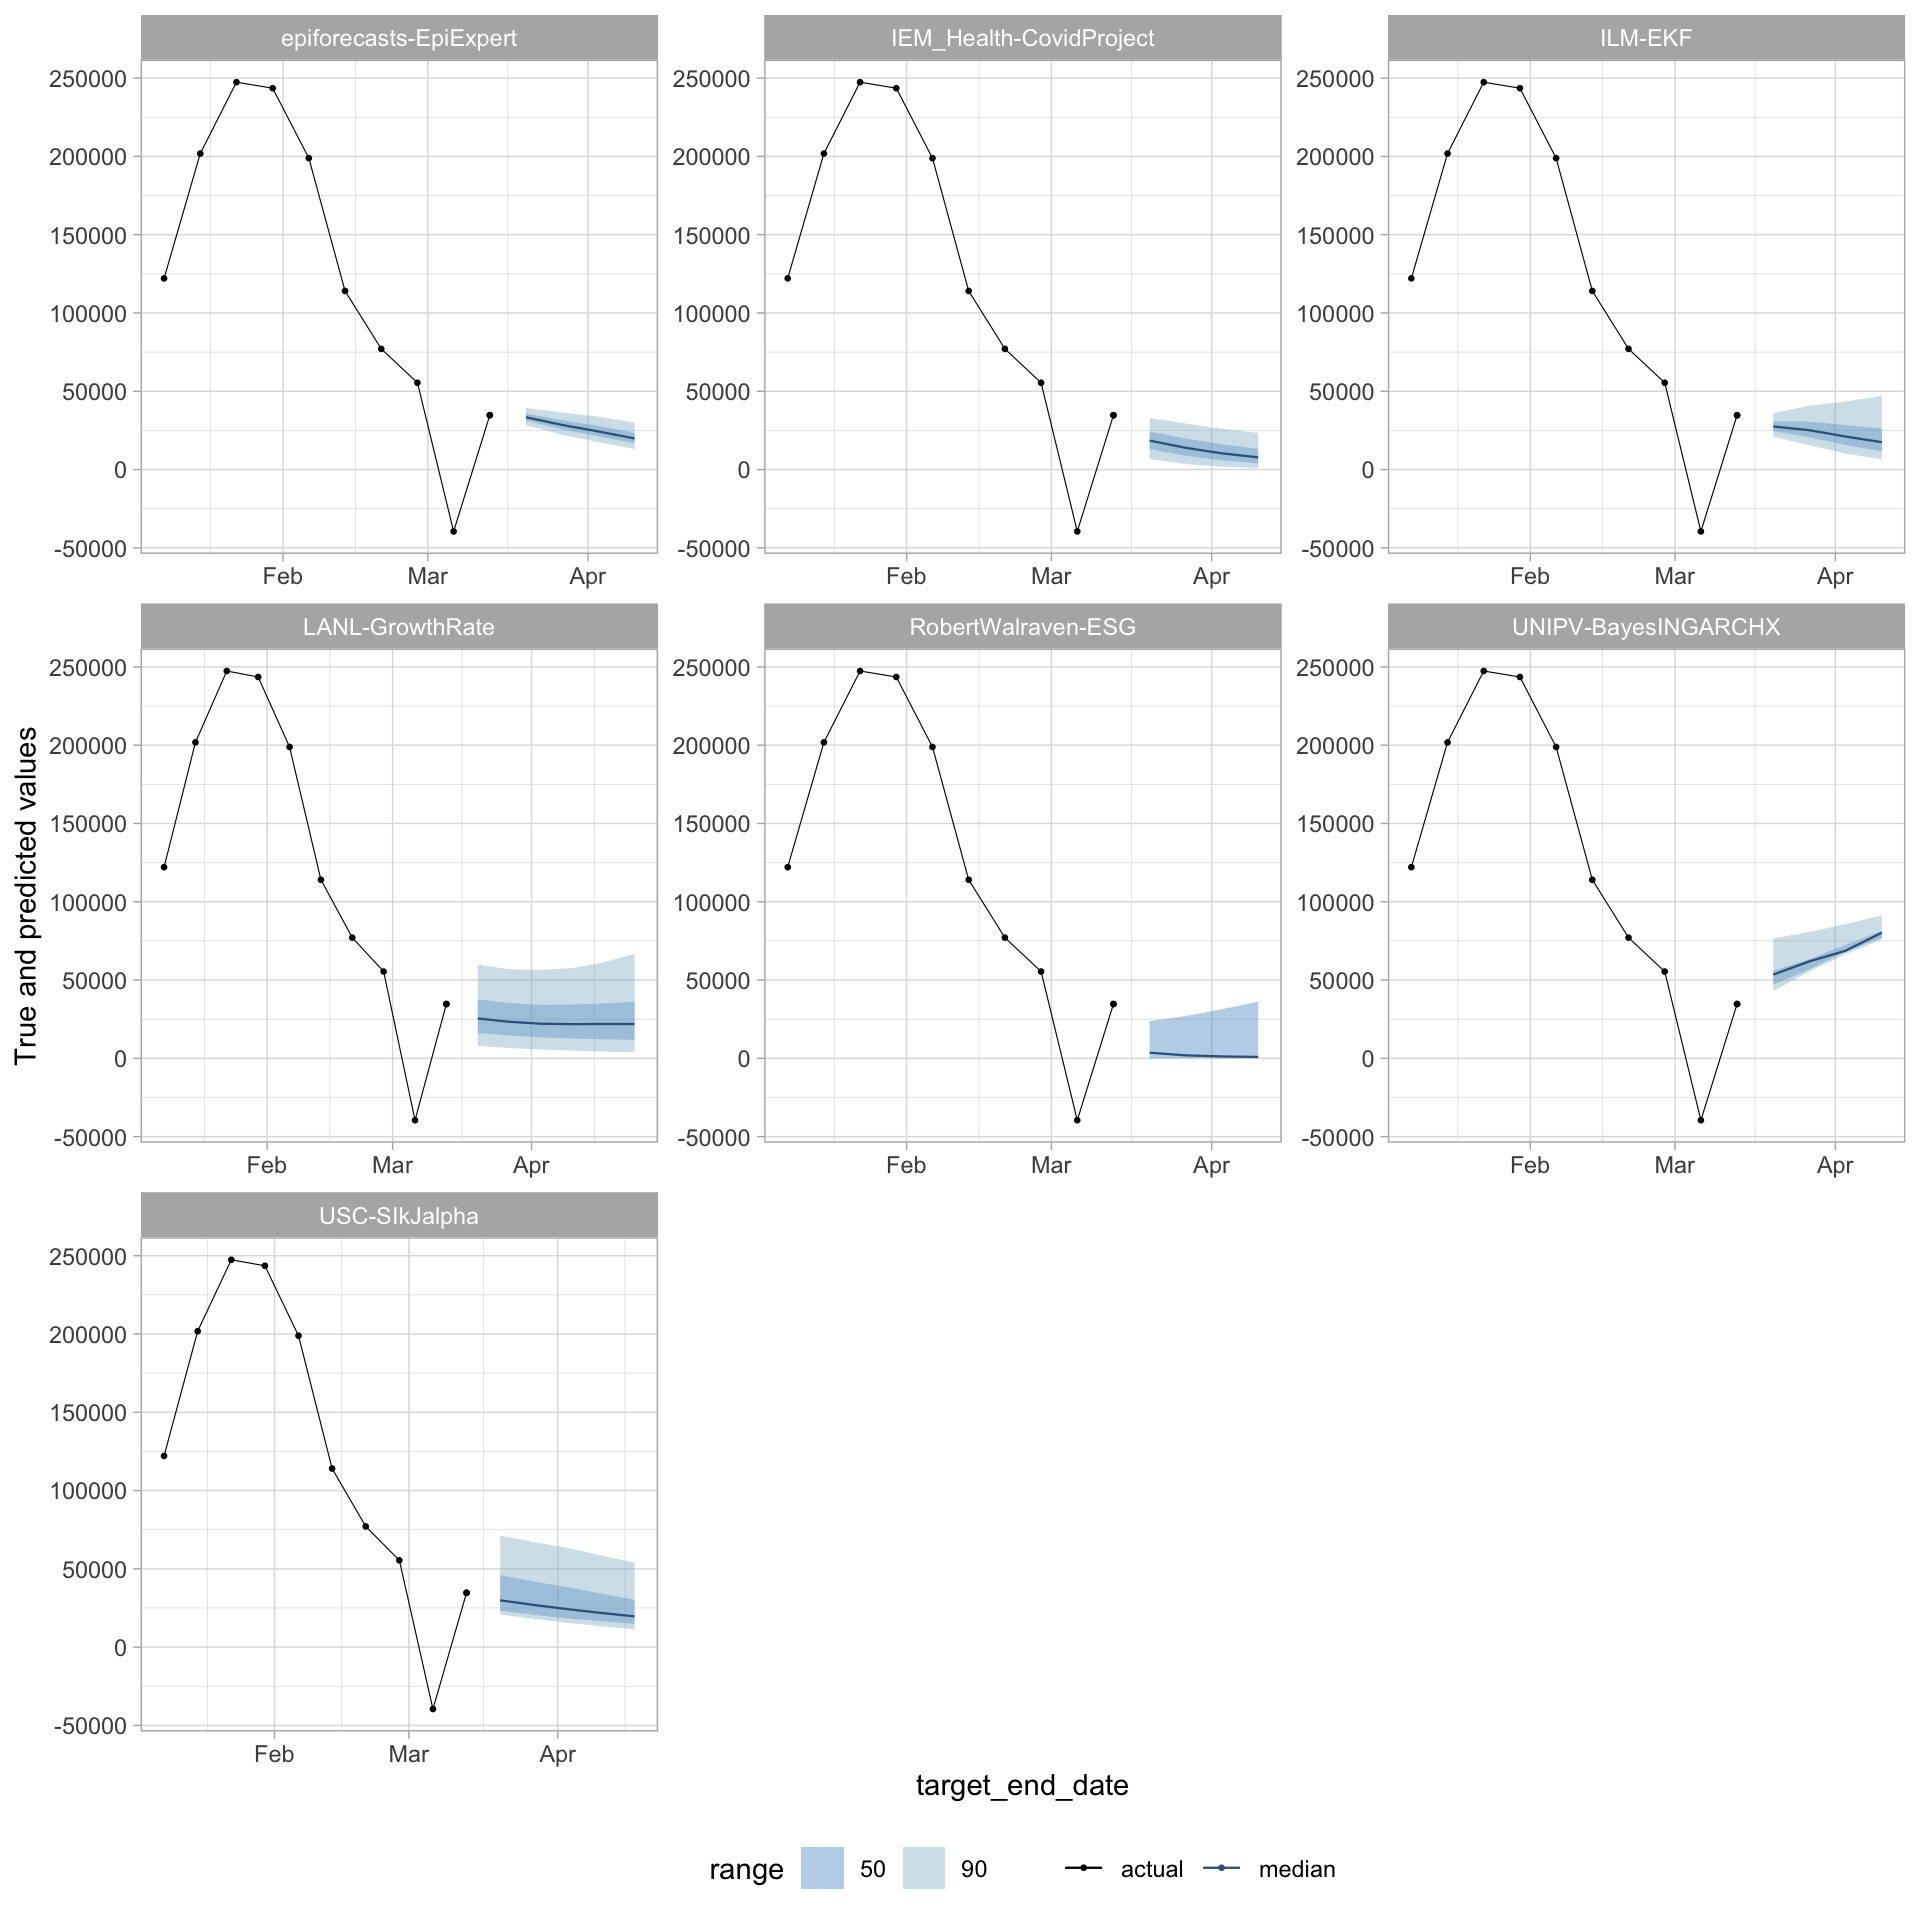 epiforecasts-EpiExpert
IEM_Health-CovidProject
ILM-EKF
250000
200000
150000
100000
50000
0
-50000
250000
200000
150000
100000
50000
0
-50000
250000
200000
150000
100000
50000
0
-50000
Feb Mar Apr
Feb Mar Apr
Feb Mar Apr
LANL-GrowthRate
RobertWalraven-ESG
UNIPV-BayesINGARCHX
True and predicted values
250000
200000
150000
100000
50000
0
-50000
250000
200000
150000
100000
50000
0
-50000
250000
200000
150000
100000
50000
0
-50000
Feb Mar Apr
Feb Mar Apr
Feb Mar Apr
USC-SIkJalpha
250000
200000
150000
100000
50000
0
-50000
Feb Mar Apr
target_end_date
range 50 90 actual median